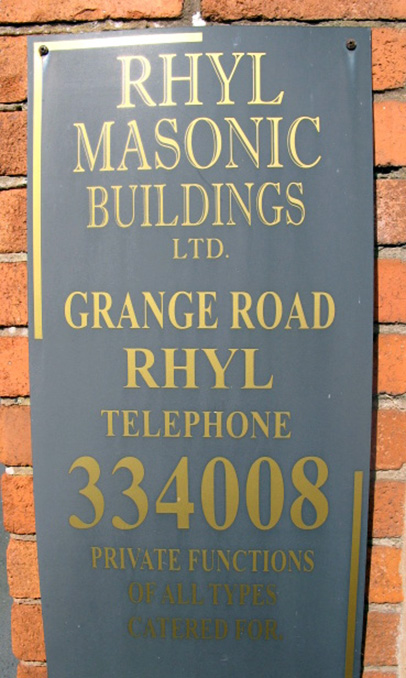 RHYL
MASONIC
BUILDINGS
LTD.
GRANGE ROAD
RHYL
TELEPHONE
334008
PRIVATE FUNCTIONS
OF ALL TYPES
CATERED FOR.